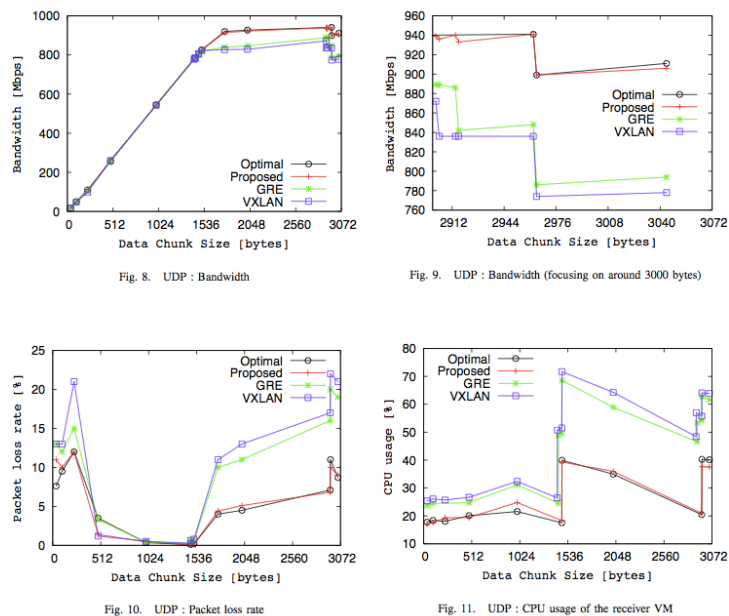 1000
800
600
400
200
0
Bandwidth [Mbps]
Optimal
Proposed
GRE
VXLAN
0 512 1024 1536 2048 2560 3072
Data Chunk Size [bytes]
Fig. 8. UDP : Bandwidth
960
940
920
900
880
860
840
820
800
780
760
Bandwidth [Mbps]
Optimal
Proposed
GRE
VXLAN
2912 2944 2976 3008 3040 3072
Data Chunk Size [bytes]
Fig. 9. UDP : Bandwidth (focusing on around 3000 bytes)
25
20
15
10
5
0
Packet loss rate [%]
Optimal
Proposed
GRE
VXLAN
0 512 1024 1536 2048 2560 3072
Data Chunk Size [bytes]
Fig. 10. UDP : Packet loss rate
80
70
60
50
40
30
20
10
CPU usage [%]
Optimal
Proposed
GRE
VXLAN
0 512 1024 1536 2048 2560 3072
Data Chunk Size [bytes]
Fig. 11. UDP : CPU usage of the receiver VM